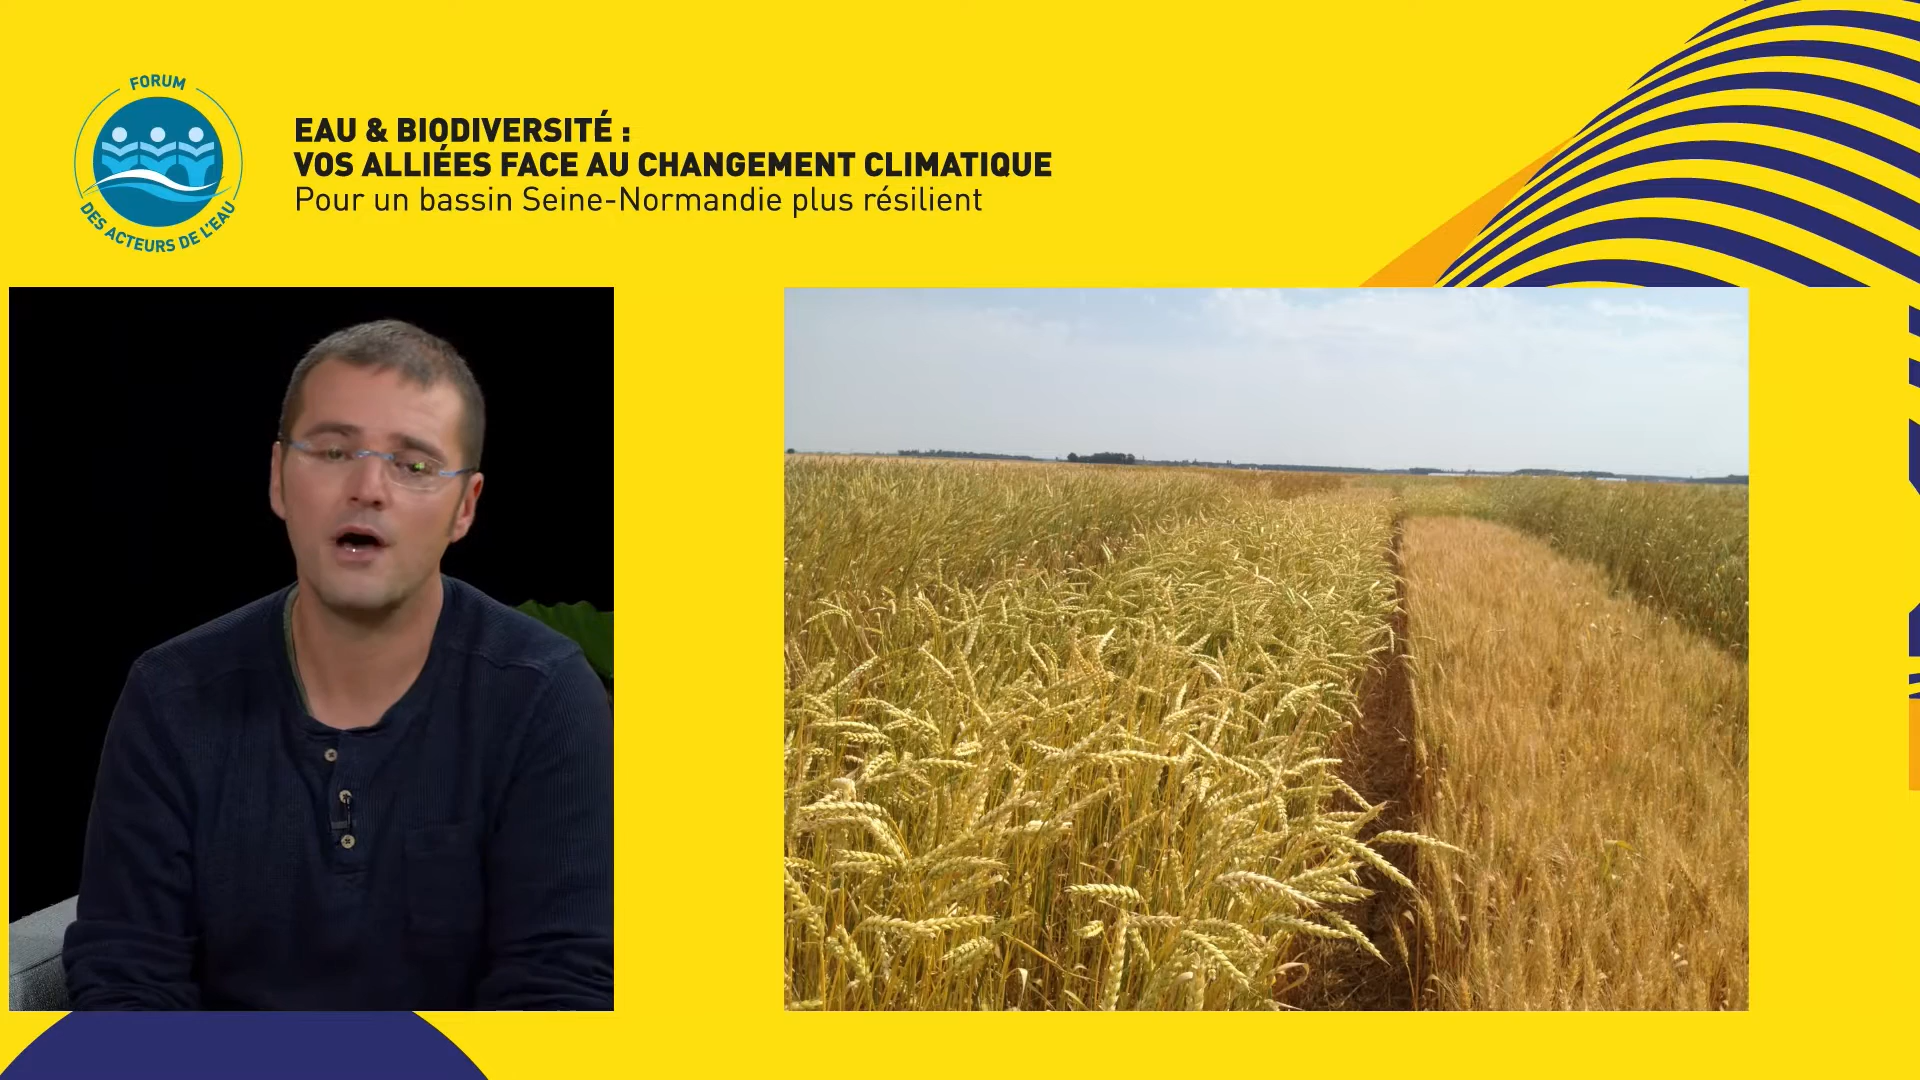 FORUM
DES ACTEURS DE L'EAU
EAU & BIODIVERSITÉ :
VOS ALLIÉES FACE AU CHANGEMENT CLIMATIQUE
Pour un bassin Seine-Normandie plus résilient